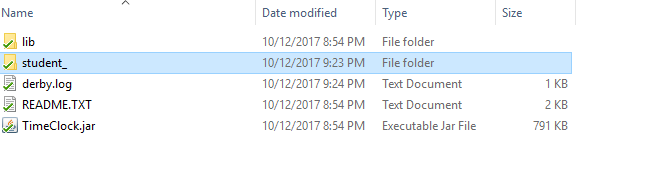 Name Date modified Type Size
lib 10/12/2017 8:54 PM File folder
student_ 10/12/2017 9:23 PM File folder
derby.log 10/12/2017 9:24 PM Text Document 1 KB
README.TXT 10/12/2017 8:54 PM Text Document 2 KB
TimeClock.jar 10/12/2017 8:54 PM Executable Jar File 791 KB